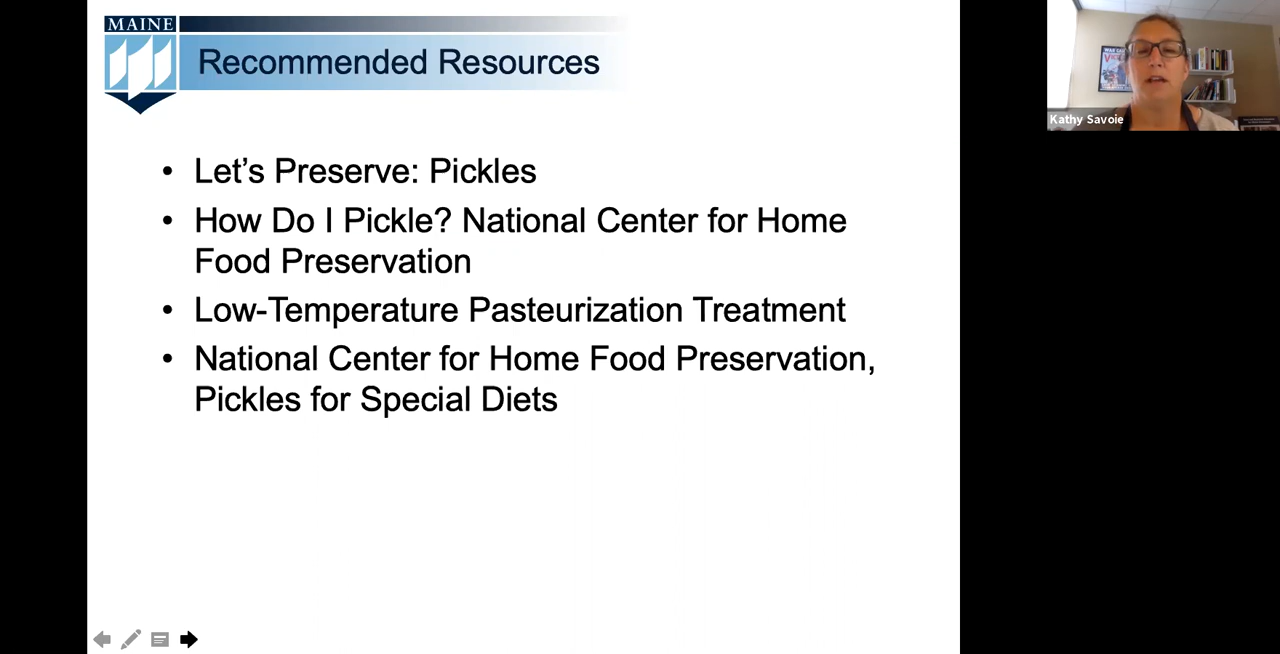 MAINE
Recommended Resources
• Let’s Preserve: Pickles
• How Do I Pickle? National Center for Home
Food Preservation
• Low-Temperature Pasteurization Treatment
• National Center for Home Food Preservation,
Pickles for Special Diets
Kathy Savoie